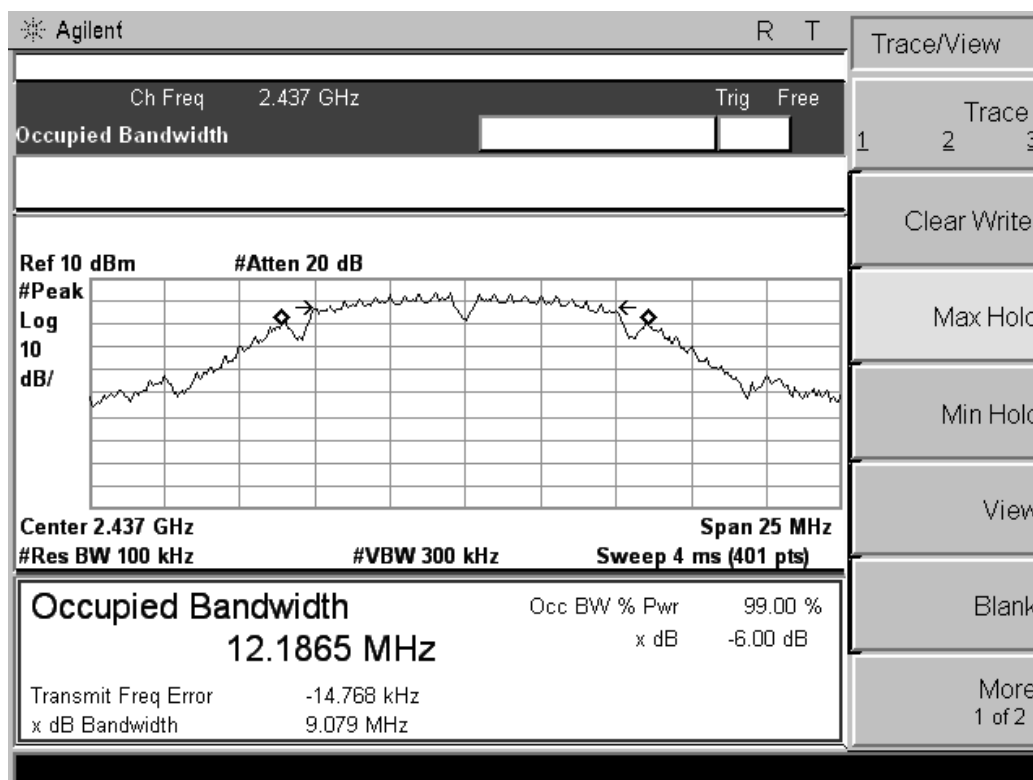 Agilent R T
Ch Freq 2.437 GHz Trig Free
Occupied Bandwidth
Ref 10 dBm #Atten 20 dB
#Peak
Log
10
dB/
Center 2.437 GHz Span 25 MHz
#Res BW 100 kHz #VBW 300 kHz Sweep 4 ms (401 pts)
Occupied Bandwidth
12.1865 MHz
Occ BW % Pwr 99.00 %
x dB -6.00 dB
Transmit Freq Error -14.768 kHz
x dB Bandwidth 9.079 MHz
Trace/View
Trace
1 2 3
Clear Write
Max Hold
Min Hold
View
Blank
More
1 of 2